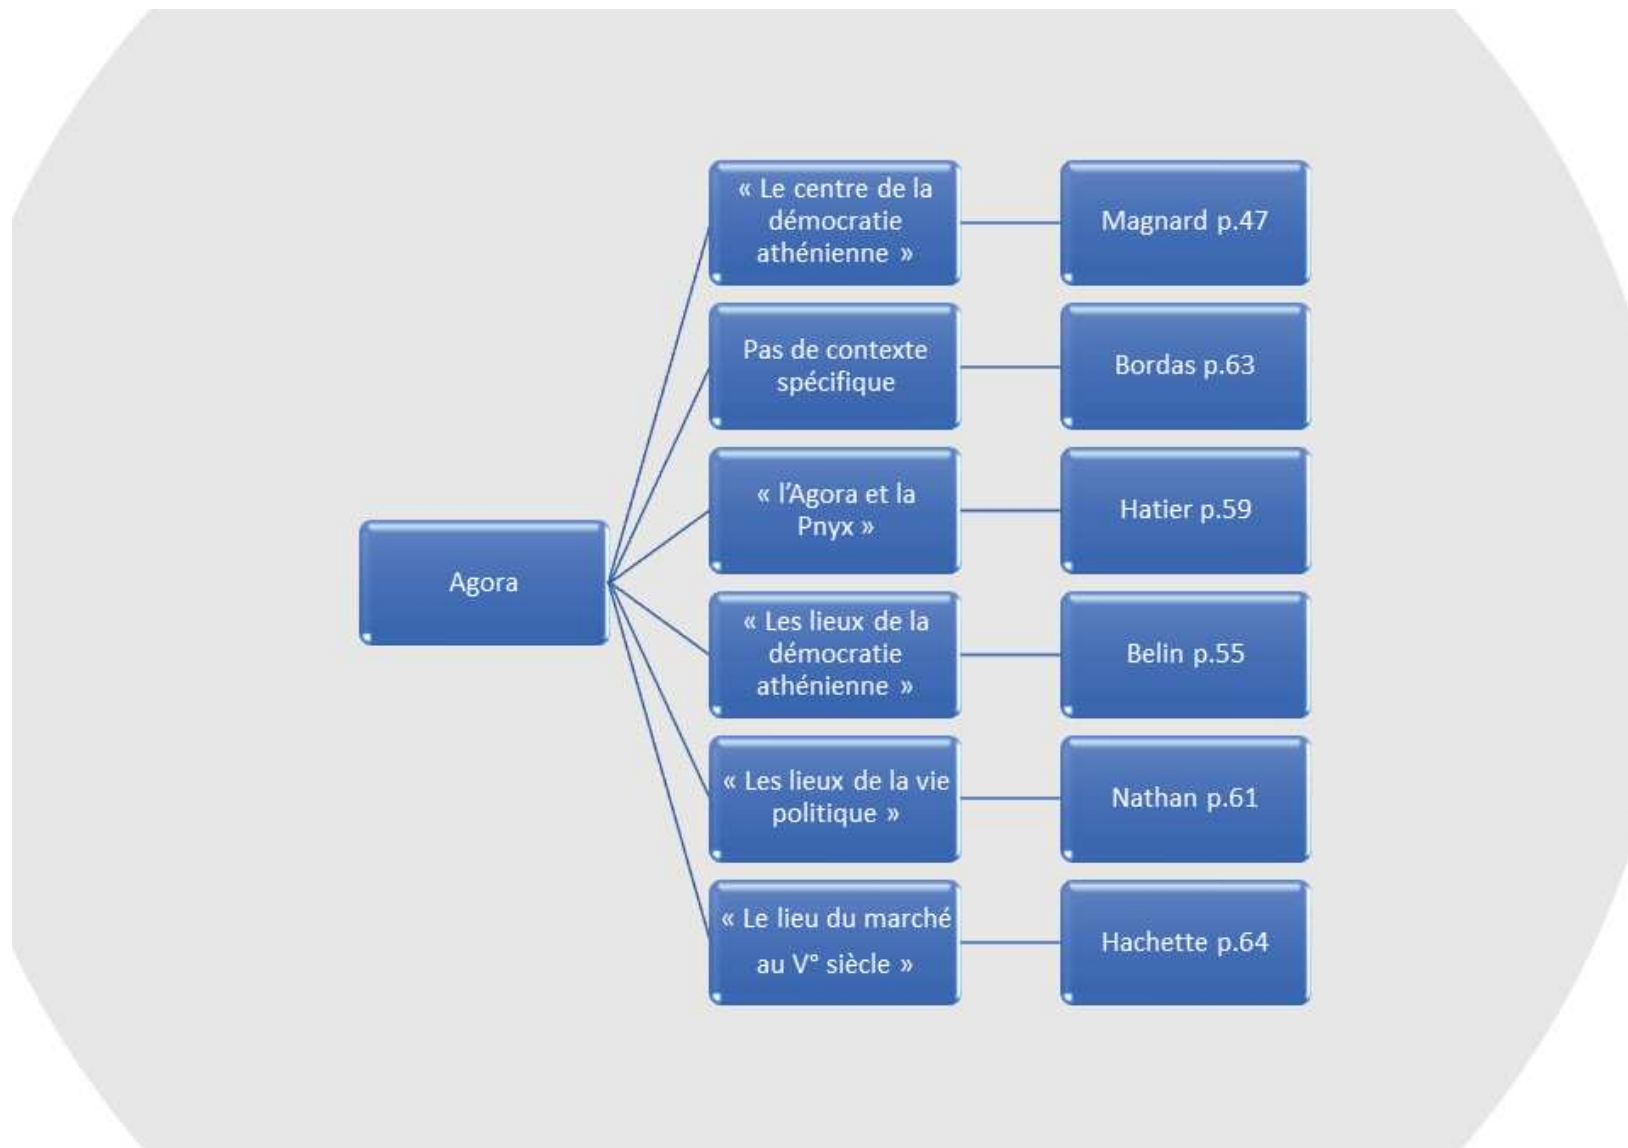 Agora
« Le centre de la
démocratie
athénienne »
Magnard p.47
Pas de contexte
spécifique
Bordas p.63
« l’Agora et la
Pnyx »
Hatier p.59
« Les lieux de la
démocratie
athénienne »
Belin p.55
« Les lieux de la vie
politique »
Nathan p.61
« Le lieu du marché
au V° siècle »
Hachette p.64